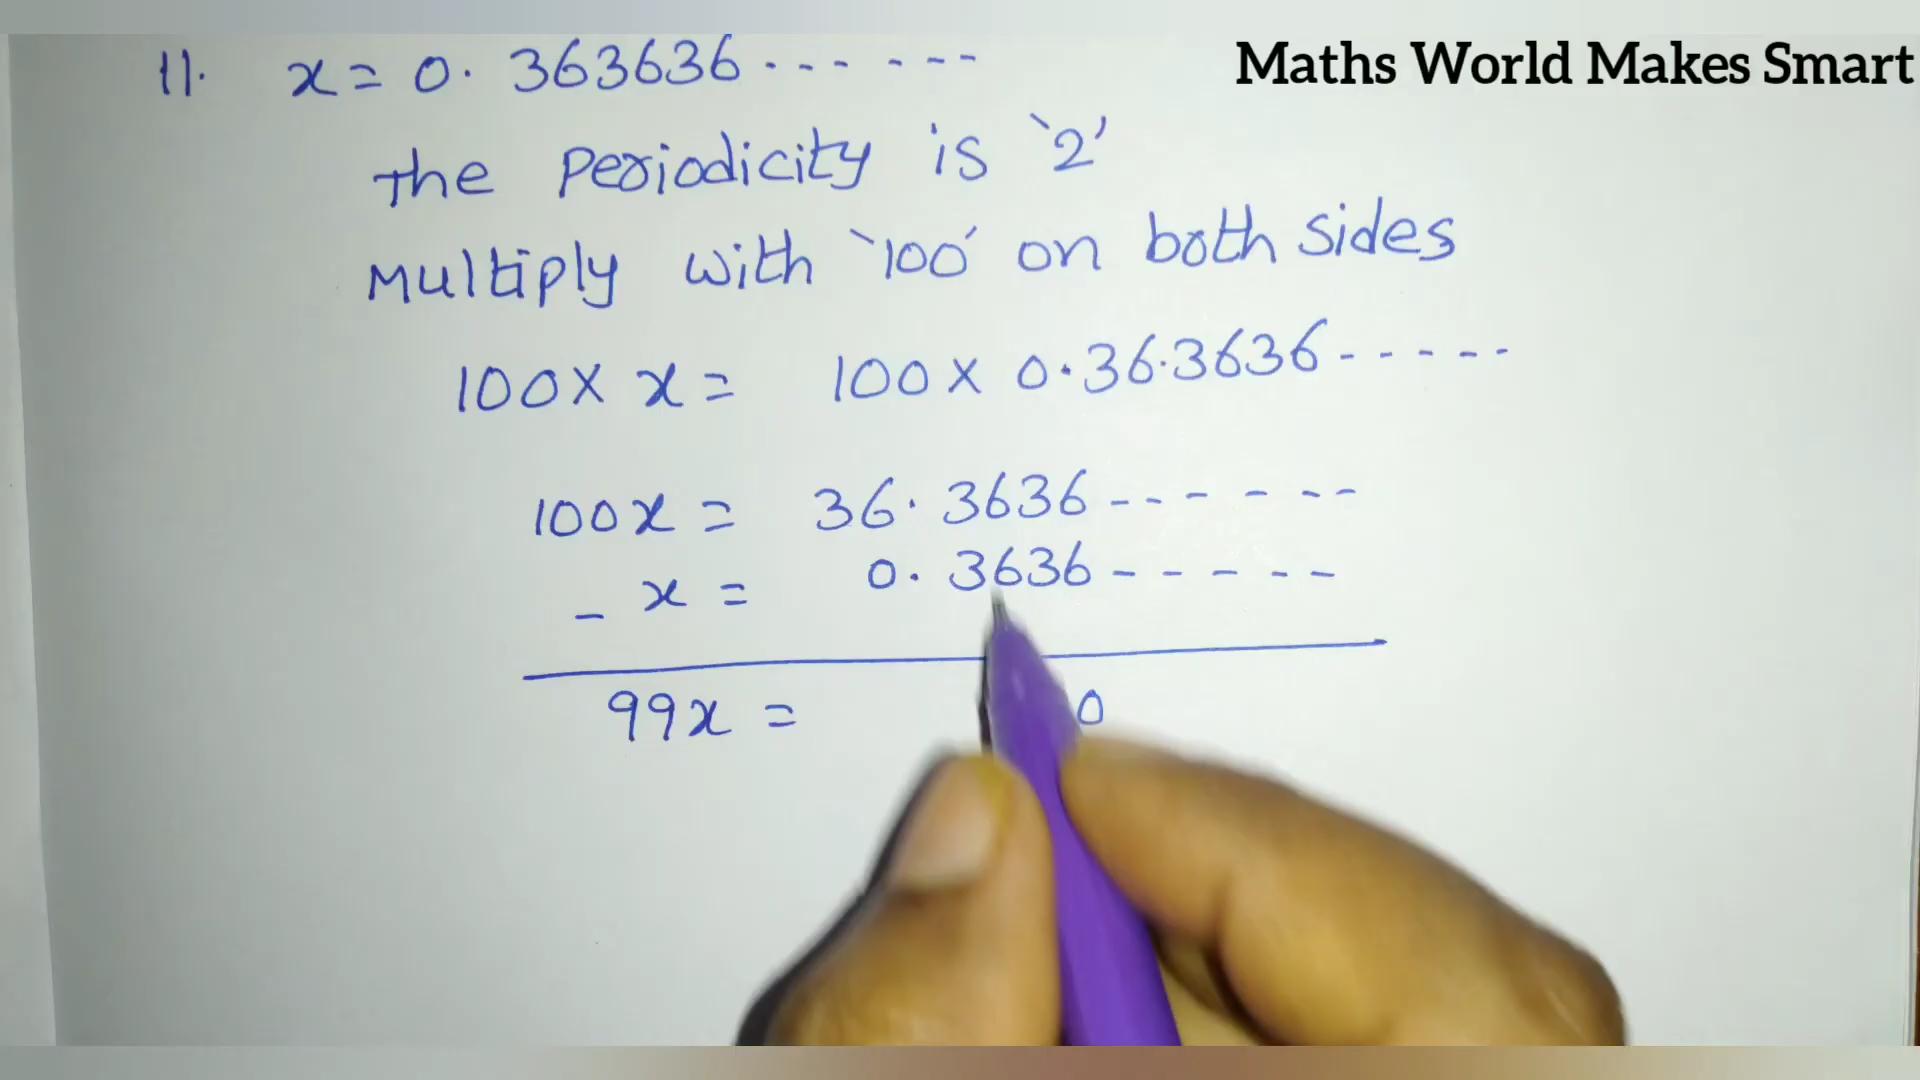 Maths World Makes Smart
11. x = 0.363636------
The Periodicity is '2'
Multiply with '100' on both sides
100 × x = 100 × 0.36.3636-----
100x = 36.3636------
- x = 0.3636-----
99x = 0